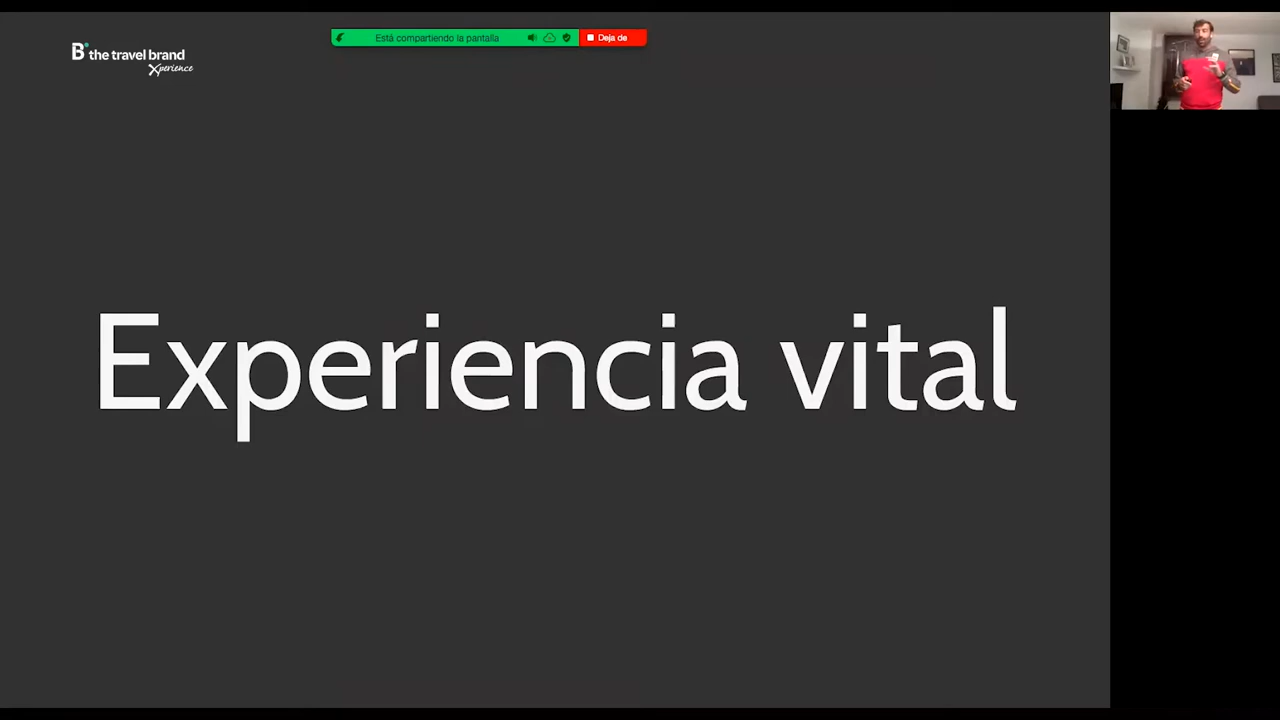 Está compartiendo la pantalla
Deja de
B the travel brand
Xperience
Experiencia vital